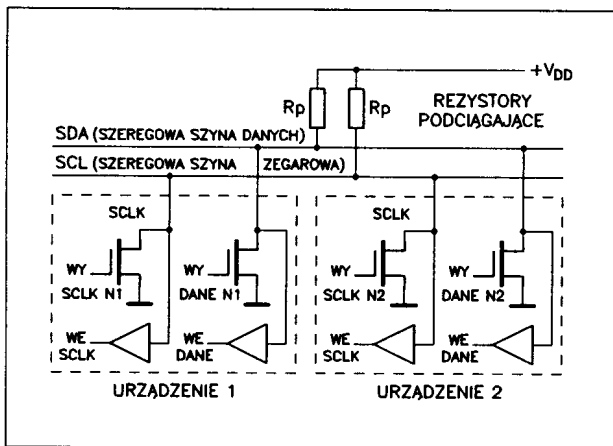 +VDD
Rp Rp REZYSTORY
PODCIĄGAJĄCE
SDA (SZEREGOWA SZYNA DANYCH)
SCL (SZEREGOWA SZYNA ZEGAROWA)
SCLK SCLK
WY WY WY WY
SCLK N1 DANE N1 SCLK N2 DANE N2
WE WE WE WE
SCLK DANE SCLK DANE
URZĄDZENIE 1 URZĄDZENIE 2